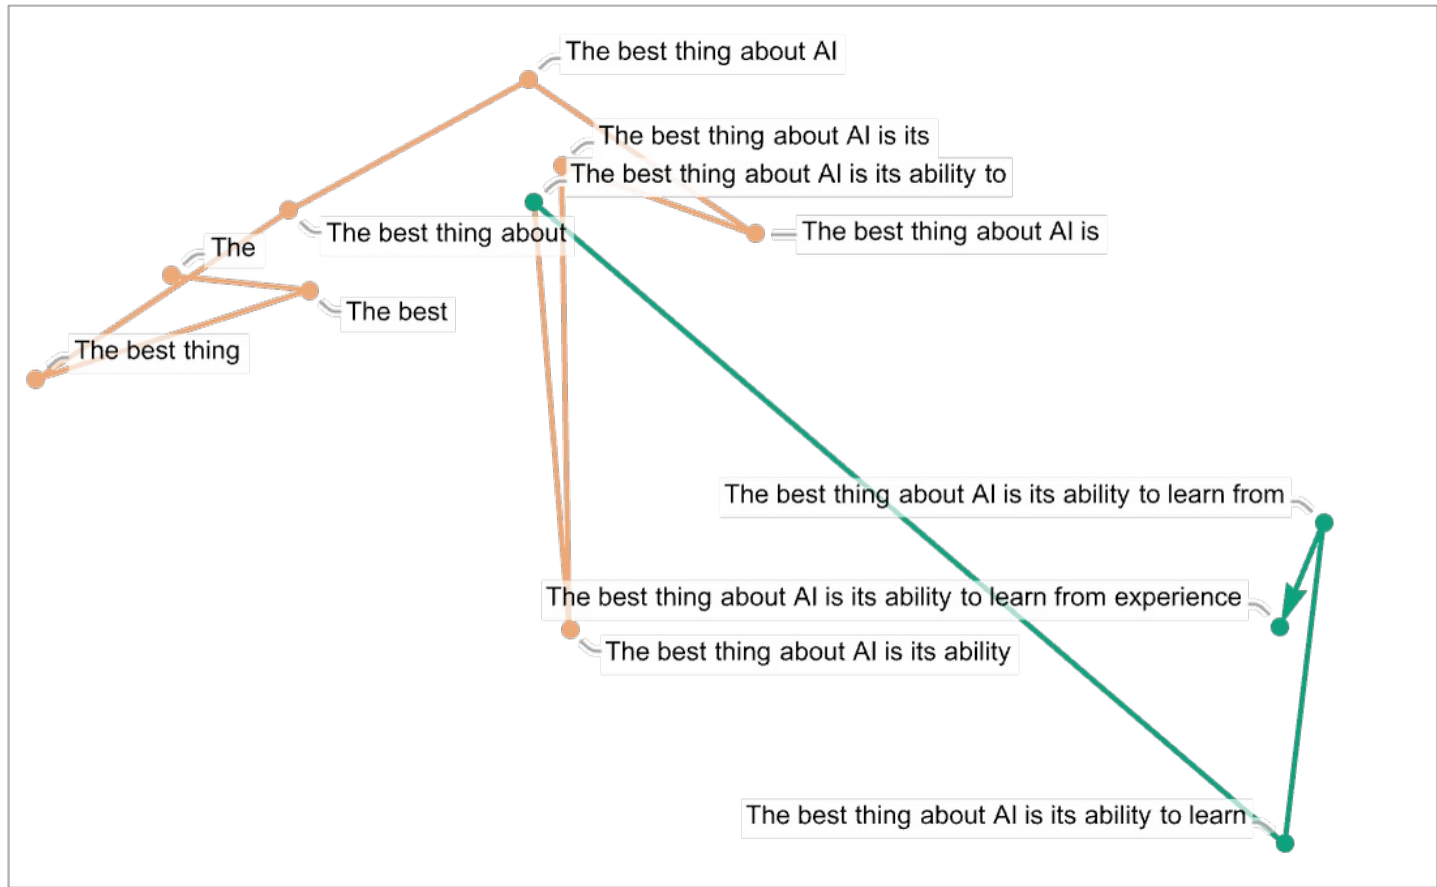 The best thing about AI
The best thing about AI is its
The best thing about AI is its ability to
The best thing about AI is
The best thing about
The
The best
The best thing
The best thing about AI is its ability to learn from
The best thing about AI is its ability to learn from experience
The best thing about AI is its ability
The best thing about AI is its ability to learn